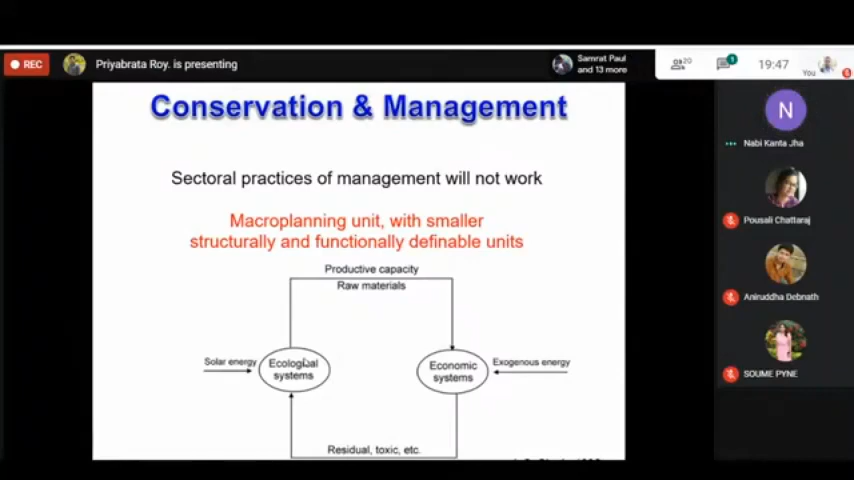 REC
Priyabrata Roy. is presenting
Samrat Paul
and 13 more
20
1
19:47
You
Conservation & Management
Sectoral practices of management will not work
Macroplanning unit, with smaller
structurally and functionally definable units
Productive capacity
Raw materials
Solar energy
Ecological
systems
Economic
systems
Exogenous energy
Residual, toxic, etc.
N
Nabi Kanta Jha
Pousali Chattaraj
Aniruddha Debnath
SOUME PYNE